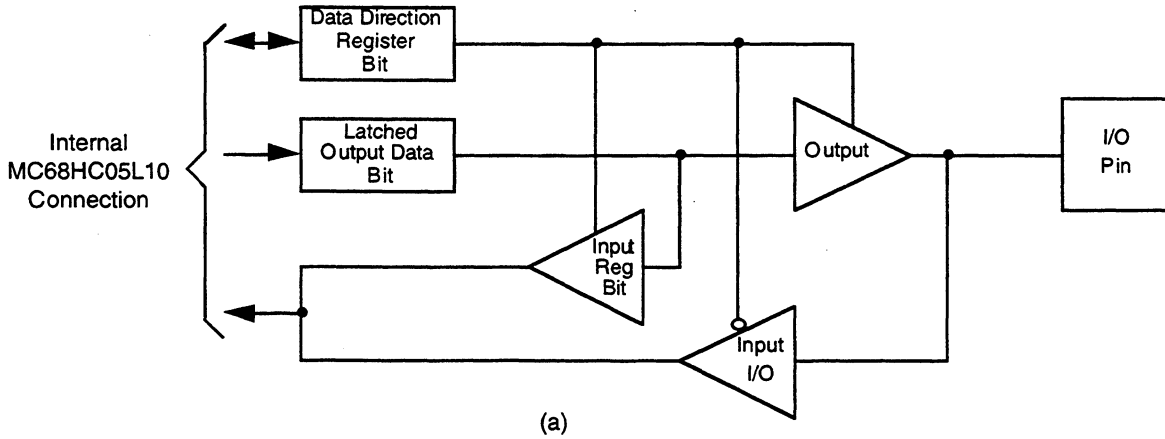 Data Direction
Register
Bit
Internal
MC68HC05L10
Connection
Latched
Output Data
Bit
Output
I/O
Pin
Input
Reg
Bit
Input
I/O
(a)